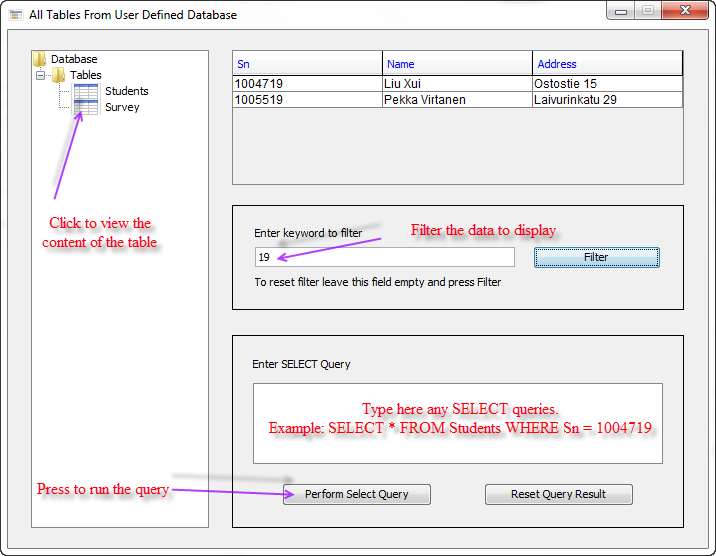 All Tables From User Defined Database
Database
Tables
Students
Survey
Click to view the
content of the table
Sn Name Address
1004719 Liu Xui Ostostie 15
1005519 Pekka Virtanen Laivurinkatu 29
Enter keyword to filter
Filter the data to display
19
Filter
To reset filter leave this field empty and press Filter
Enter SELECT Query
Type here any SELECT queries.
Example: SELECT * FROM Students WHERE Sn = 1004719
Press to run the query
Perform Select Query
Reset Query Result